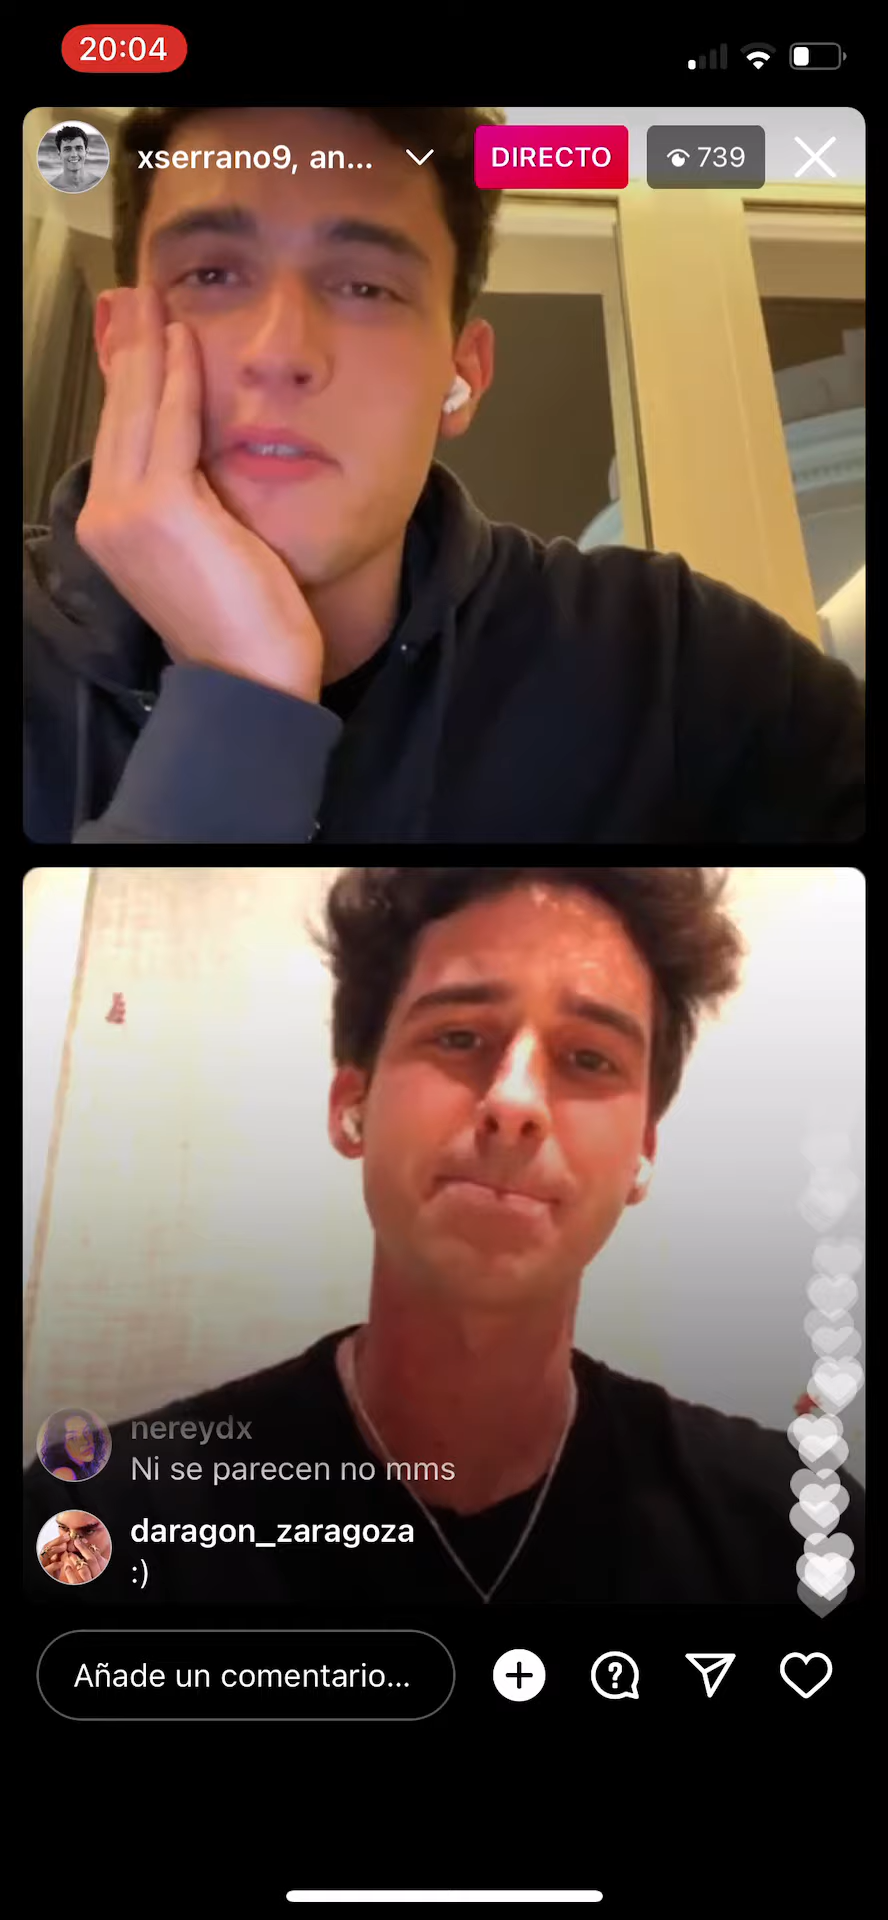 20:04
xserrano9, an...
DIRECTO
739
nereydx
Ni se parecen no mms
daragon_zaragoza
:)
Añade un comentario...